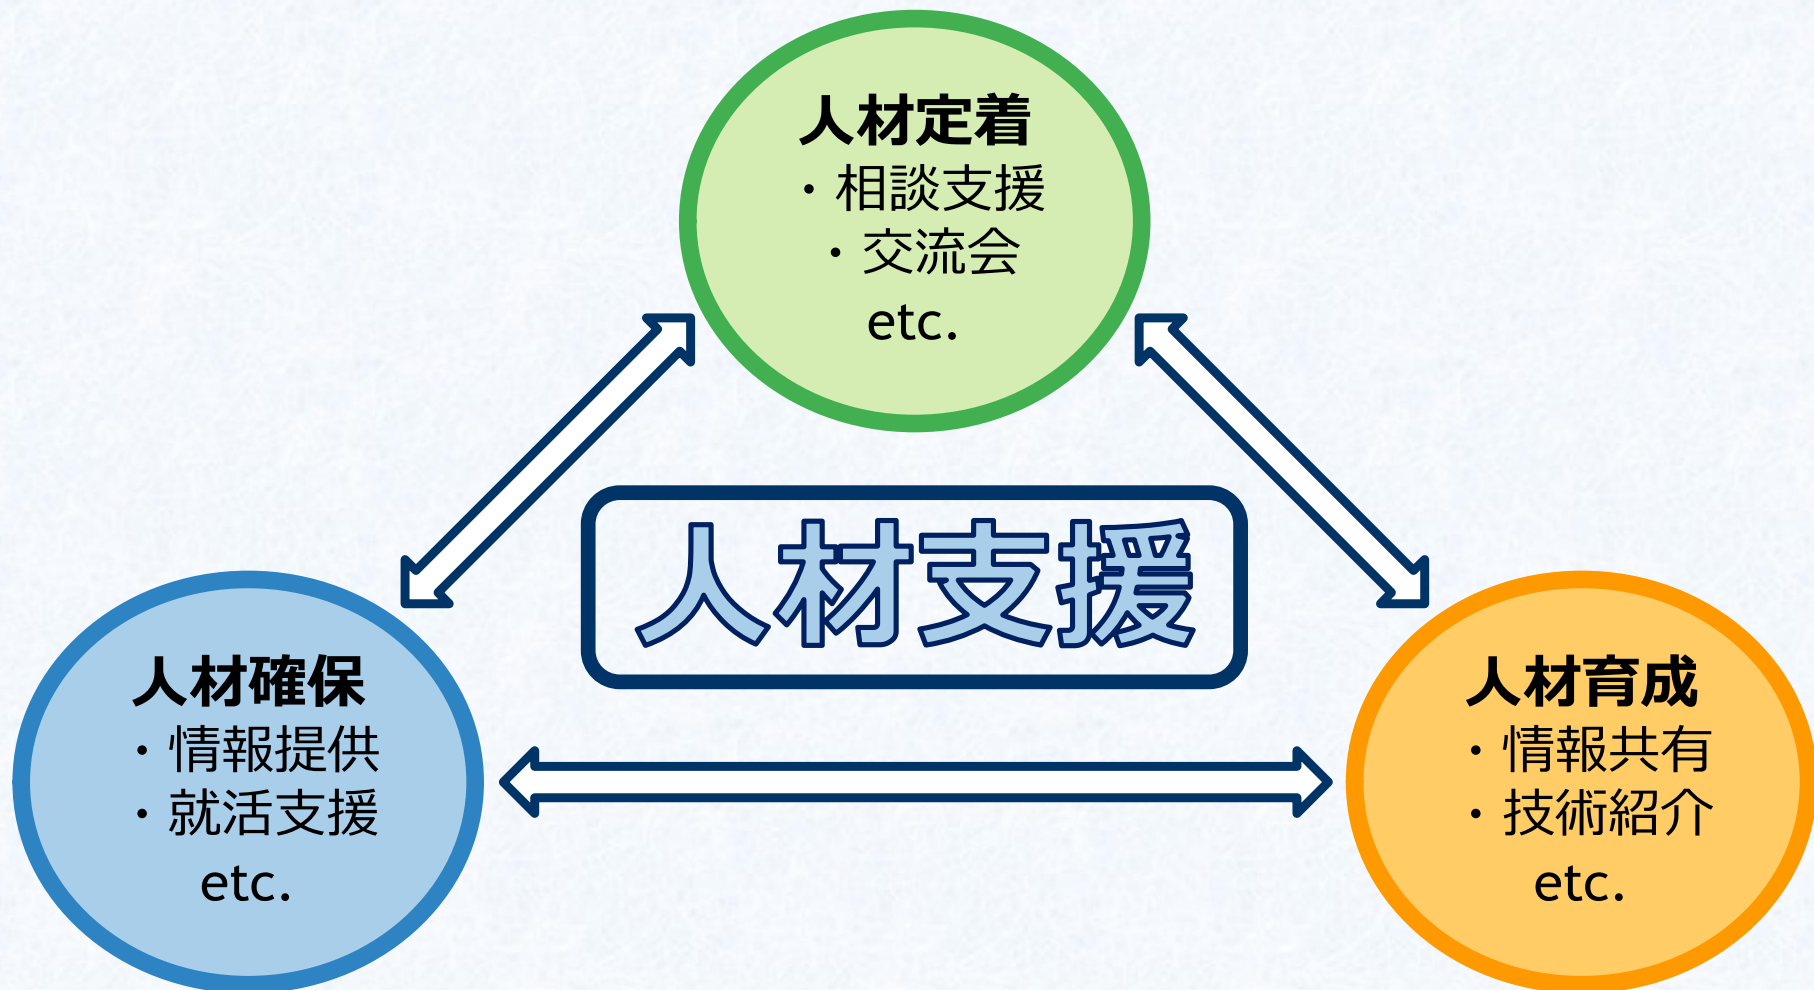 人材定着
・相談支援
・交流会
etc.
人材支援
人材確保
・情報提供
・就活支援
etc.
人材育成
・情報共有
・技術紹介
etc.